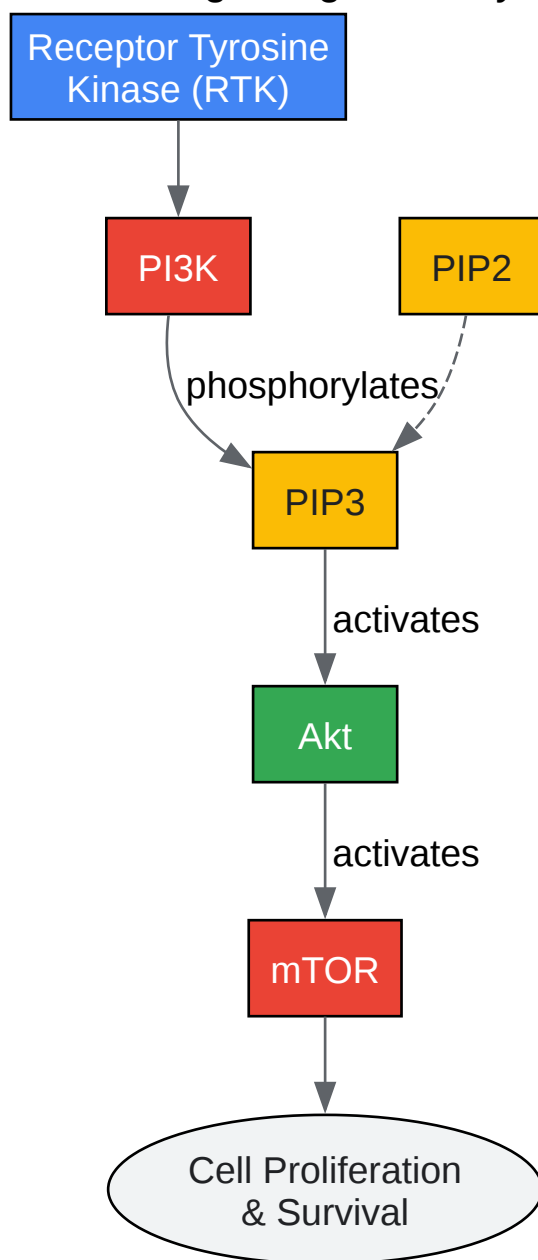 Receptor Tyrosine
Kinase (RTK)
PI3K
PIP2
phosphorylates
PIP3
activates
Akt
activates
mTOR
Cell Proliferation
& Survival